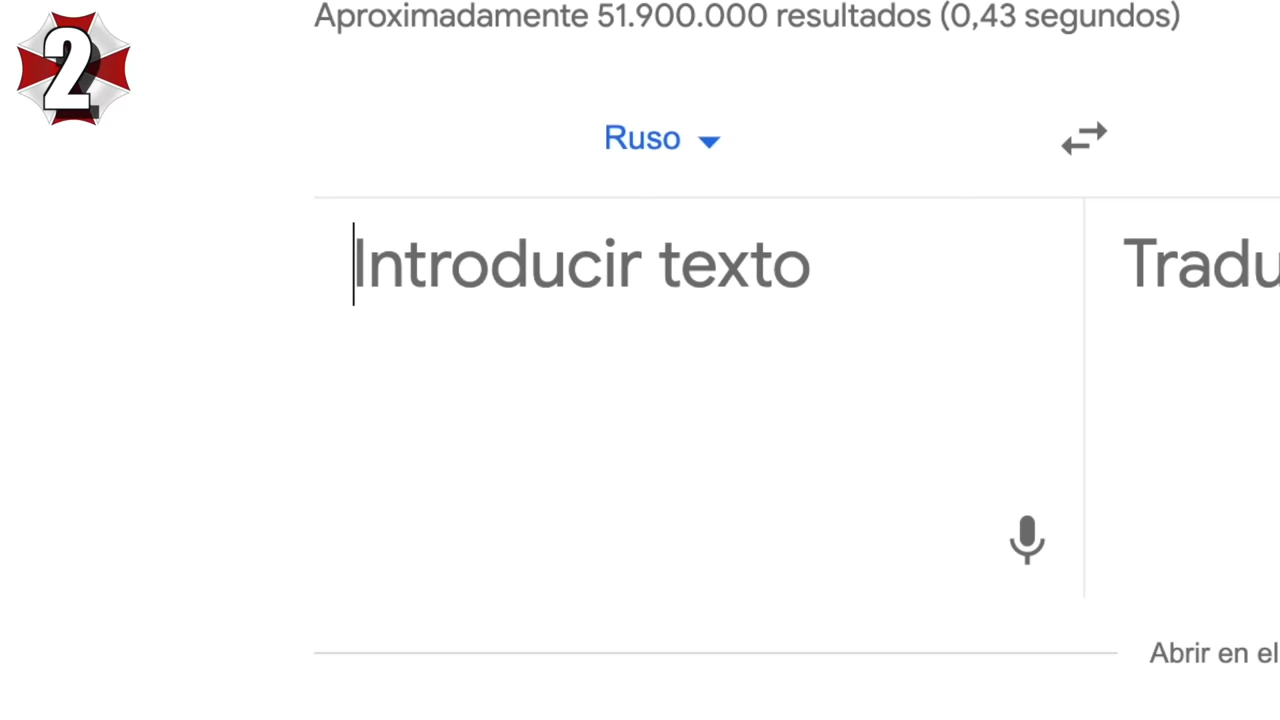 2
Aproximadamente 51.900.000 resultados (0,43 segundos)
Ruso
Introducir texto
Tradu
Abrir en el